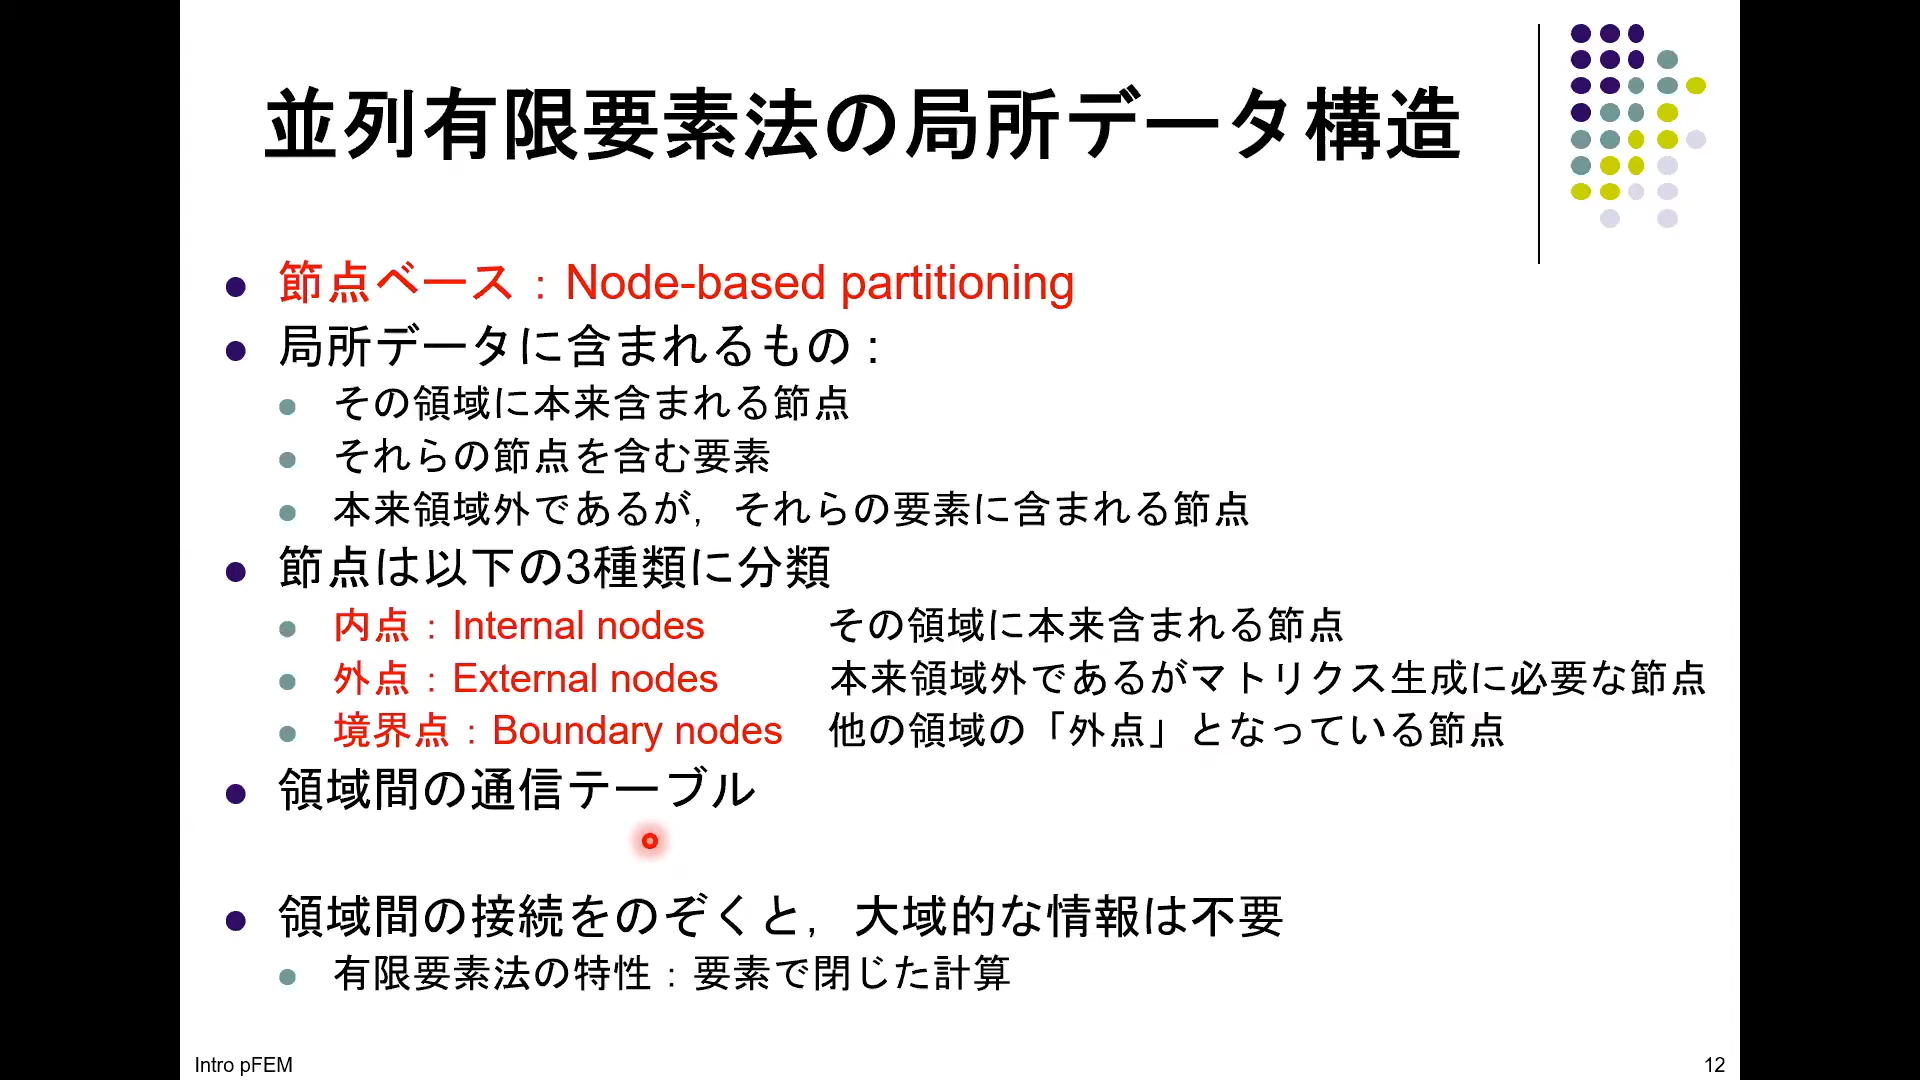 並列有限要素法の局所データ構造
節点ベース：Node-based partitioning
局所データに含まれるもの：
その領域に本来含まれる節点
それらの節点を含む要素
本来領域外であるが，それらの要素に含まれる節点
節点は以下の3種類に分類
内点：Internal nodes その領域に本来含まれる節点
外点：External nodes 本来領域外であるがマトリクス生成に必要な節点
境界点：Boundary nodes 他の領域の「外点」となっている節点
領域間の通信テーブル
領域間の接続をのぞくと，大域的な情報は不要
有限要素法の特性：要素で閉じた計算
Intro pFEM
12